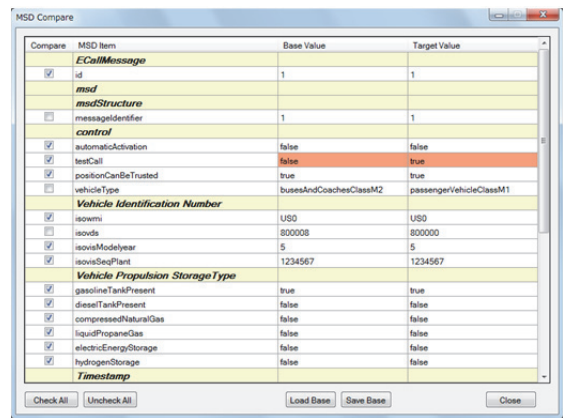 MSD Compare
Compare MSD Item Base Value Target Value
ECallMessage
id 1 1
msd
msdStructure
messageIdentifier 1 1
control
automaticActivation false false
testCall false true
positionCanBeTrusted true true
vehicleType busesAndCoachesClassM2 passengerVehicleClassM1
Vehicle Identification Number
isowmi US0 US0
isovds 800008 800000
isovisModelyear 5 5
isovisSeqPlant 1234567 1234567
Vehicle Propulsion StorageType
gasolineTankPresent true true
dieselTankPresent false false
compressedNaturalGas false false
liquidPropaneGas false false
electricEnergyStorage false false
hydrogenStorage false false
Timestamp
Check All Uncheck All Load Base Save Base Close